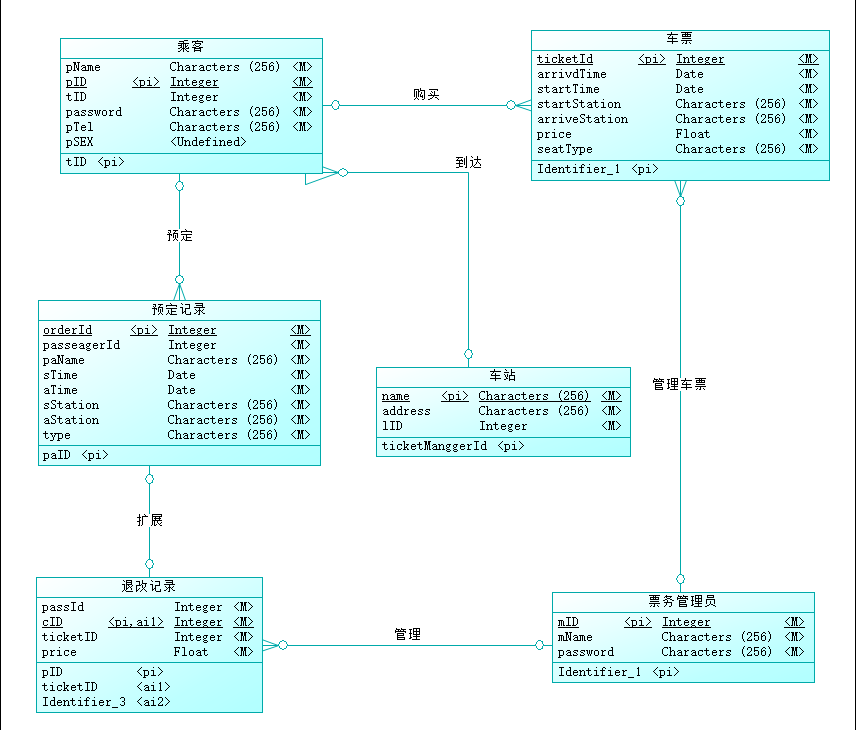 乘客
pName Characters (256) <M>
pID <pi> Integer <M>
tID Integer <M>
password Characters (256) <M>
pTel Characters (256) <M>
pSEX <Undefined>
tID <pi>
购买
车票
ticketId <pi> Integer <M>
arrivdTime Date <M>
startTime Date <M>
startStation Characters (256) <M>
arriveStation Characters (256) <M>
price Float <M>
seatType Characters (256) <M>
Identifier_1 <pi>
到达
预定
预定记录
orderId <pi> Integer <M>
passeagerId Integer <M>
paName Characters (256) <M>
sTime Date <M>
aTime Date <M>
sStation Characters (256) <M>
aStation Characters (256) <M>
type Characters (256) <M>
paID <pi>
车站
name <pi> Characters (256) <M>
address Characters (256) <M>
lID Integer <M>
ticketManggerId <pi>
管理车票
扩展
退改记录
passId Integer <M>
cID <pi,ai1> Integer <M>
ticketID Integer <M>
price Float <M>
pID <pi>
ticketID <ai1>
Identifier_3 <ai2>
管理
票务管理员
mID <pi> Integer <M>
mName Characters (256) <M>
password Characters (256) <M>
Identifier_1 <pi>